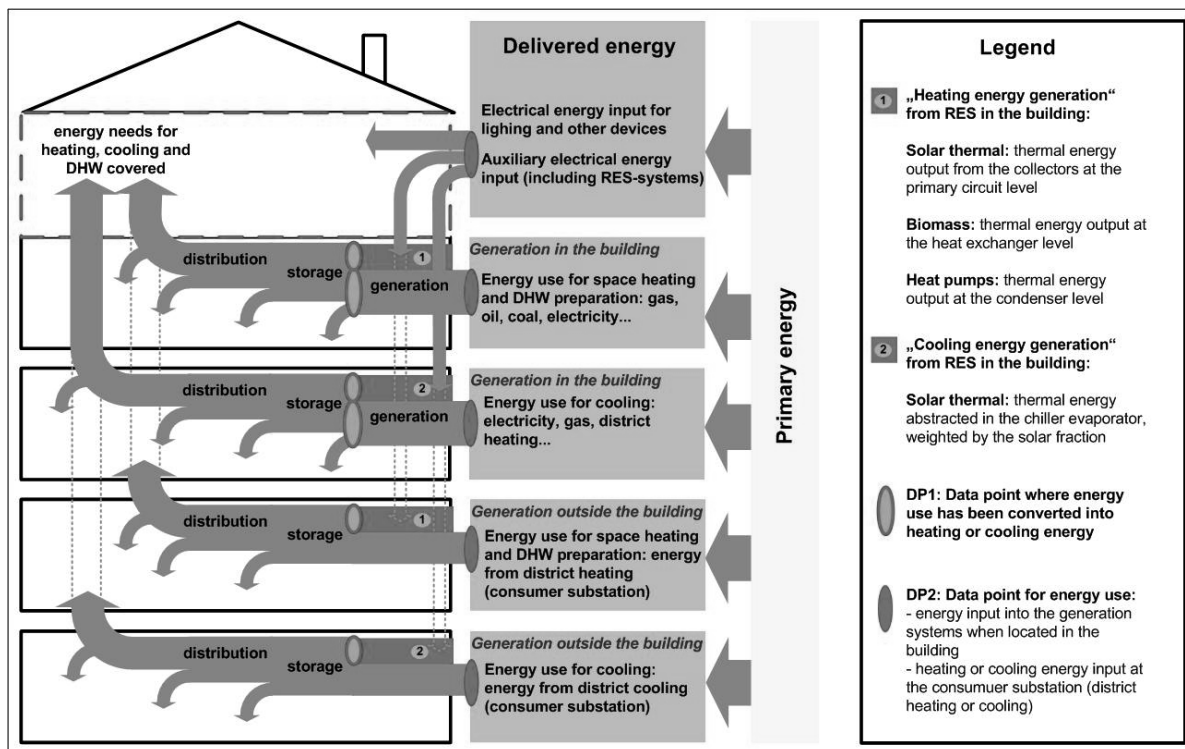 Delivered energy
Electrical energy input for
lighing and other devices
Auxiliary electrical energy
input (including RES-systems)
energy needs for
heating, cooling and
DHW covered
distribution
storage
1
generation
Generation in the building
Energy use for space heating
and DHW preparation: gas,
oil, coal, electricity...
distribution
storage
2
generation
Generation in the building
Energy use for cooling:
electricity, gas, district
heating...
distribution
storage
1
Generation outside the building
Energy use for space heating
and DHW preparation: energy
from district heating
(consumer substation)
distribution
storage
2
Generation outside the building
Energy use for cooling:
energy from district cooling
(consumer substation)
Primary energy
Legend
1
„Heating energy generation“
from RES in the building:
Solar thermal: thermal energy
output from the collectors at the
primary circuit level
Biomass: thermal energy output at
the heat exchanger level
Heat pumps: thermal energy
output at the condenser level
2
„Cooling energy generation“
from RES in the building:
Solar thermal: thermal energy
abstracted in the chiller evaporator,
weighted by the solar fraction
DP1: Data point where energy
use has been converted into
heating or cooling energy
DP2: Data point for energy use:
- energy input into the generation
systems when located in the
building
- heating or cooling energy input at
the consumuer substation (district
heating or cooling)